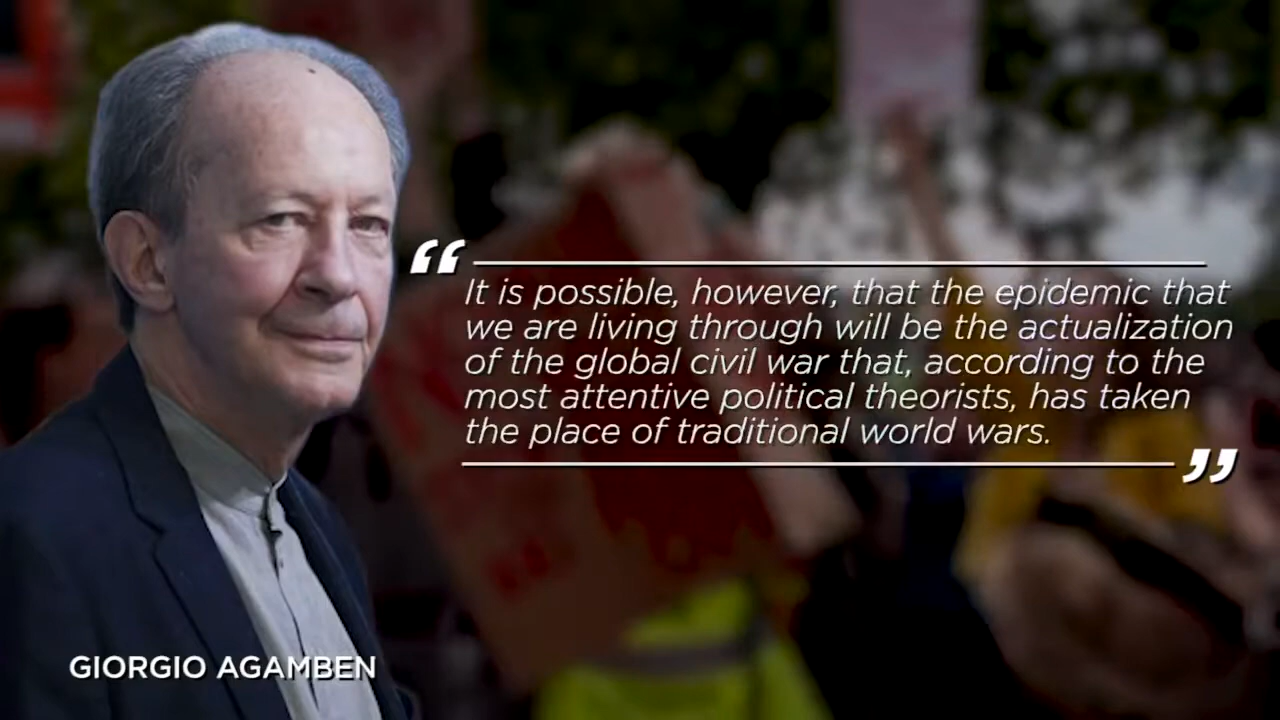 “
It is possible, however, that the epidemic that
we are living through will be the actualization
of the global civil war that, according to the
most attentive political theorists, has taken
the place of traditional world wars.
”
GIORGIO AGAMBEN